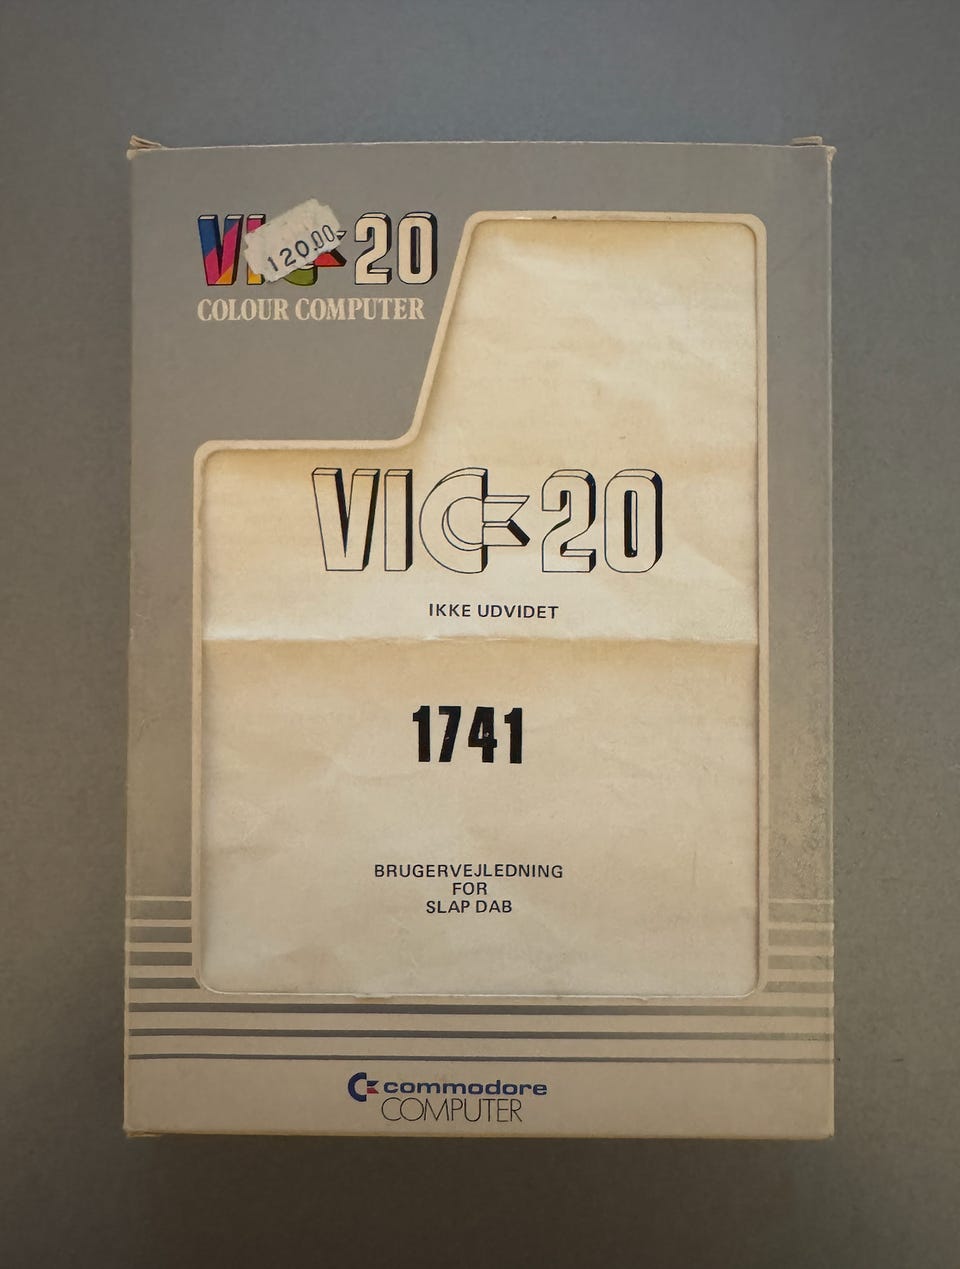 VIC-20
120.00
COLOUR COMPUTER
VIC-20
IKKE UDVIDET
1741
BRUGERVEJLEDNING
FOR
SLAP DAB
commodore
COMPUTER